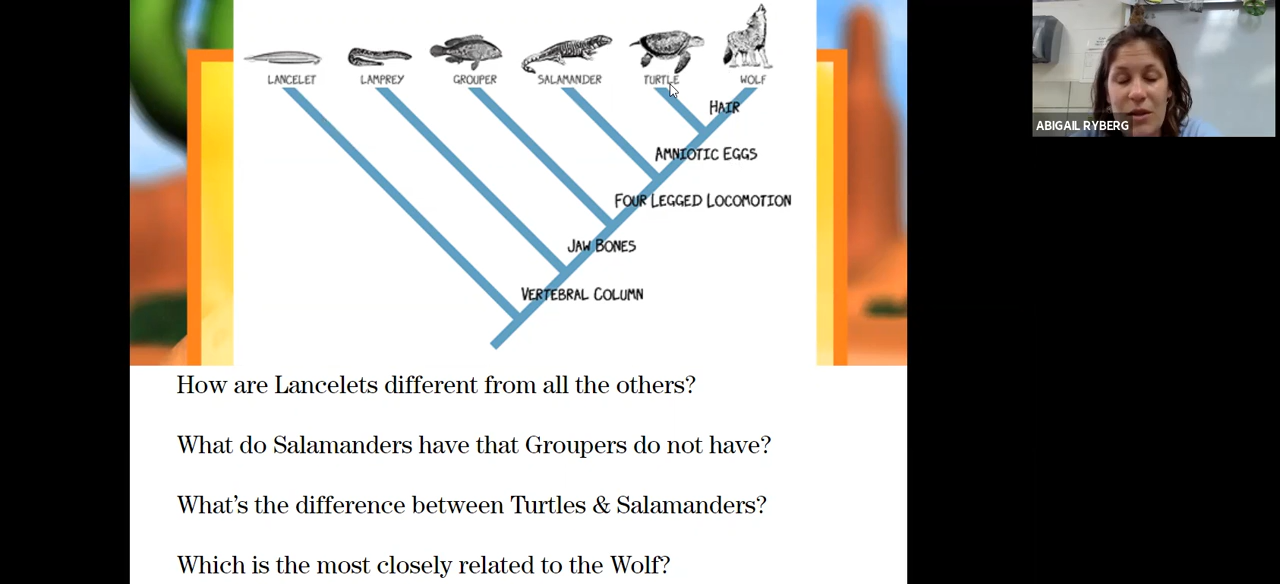 LANCELET LAMPREY GROUPER SALAMANDER TURTLE WOLF
HAIR
AMNIOTIC EGGS
FOUR LEGGED LOCOMOTION
JAW BONES
VERTEBRAL COLUMN
ABIGAIL RYBERG
How are Lancelets different from all the others?
What do Salamanders have that Groupers do not have?
What's the difference between Turtles & Salamanders?
Which is the most closely related to the Wolf?